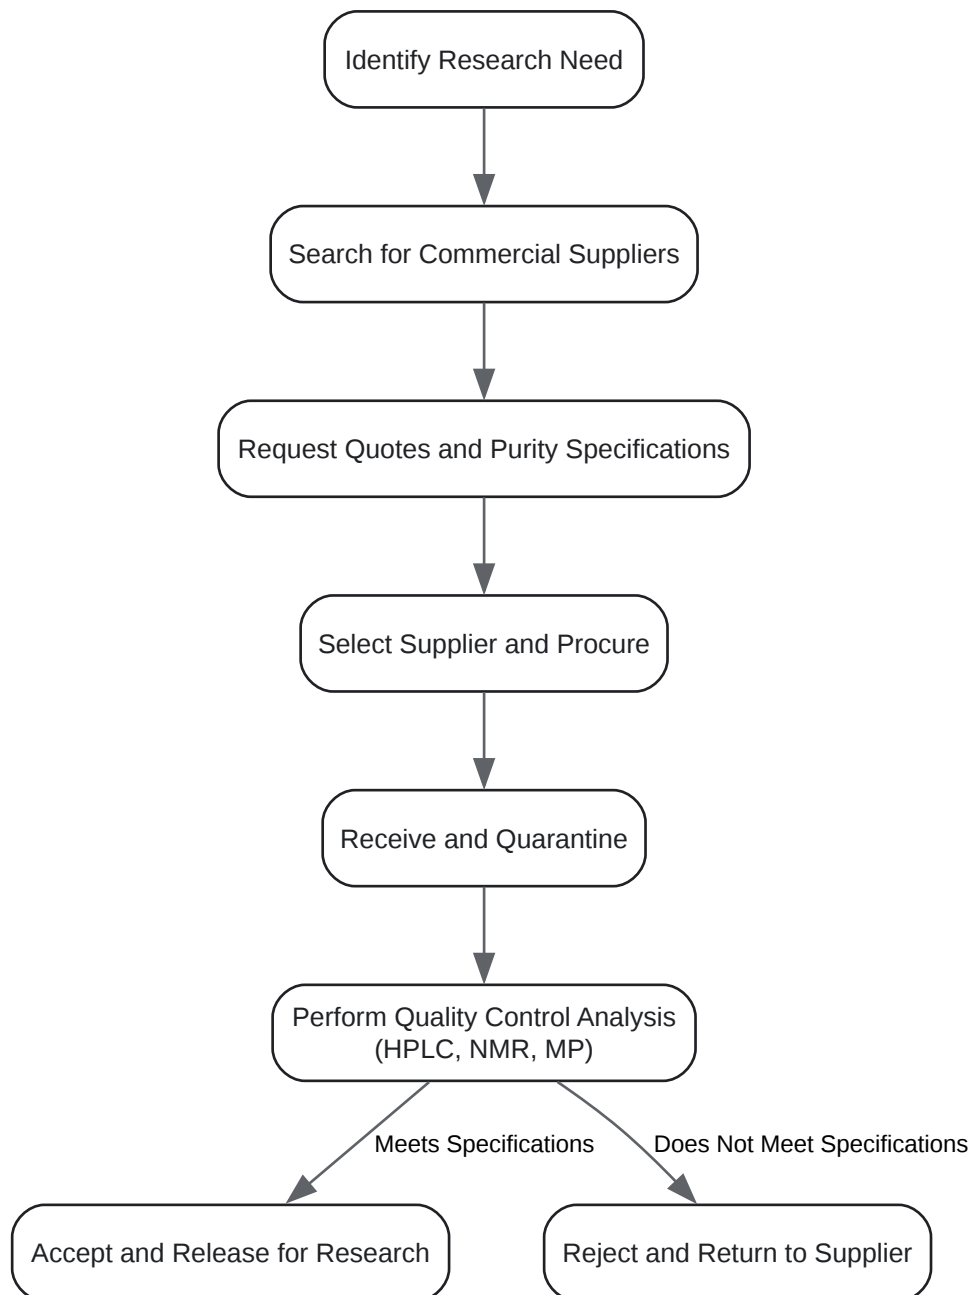 Identify Research Need
Search for Commercial Suppliers
Request Quotes and Purity Specifications
Select Supplier and Procure
Receive and Quarantine
Perform Quality Control Analysis
(HPLC, NMR, MP)
Meets Specifications
Does Not Meet Specifications
Accept and Release for Research
Reject and Return to Supplier